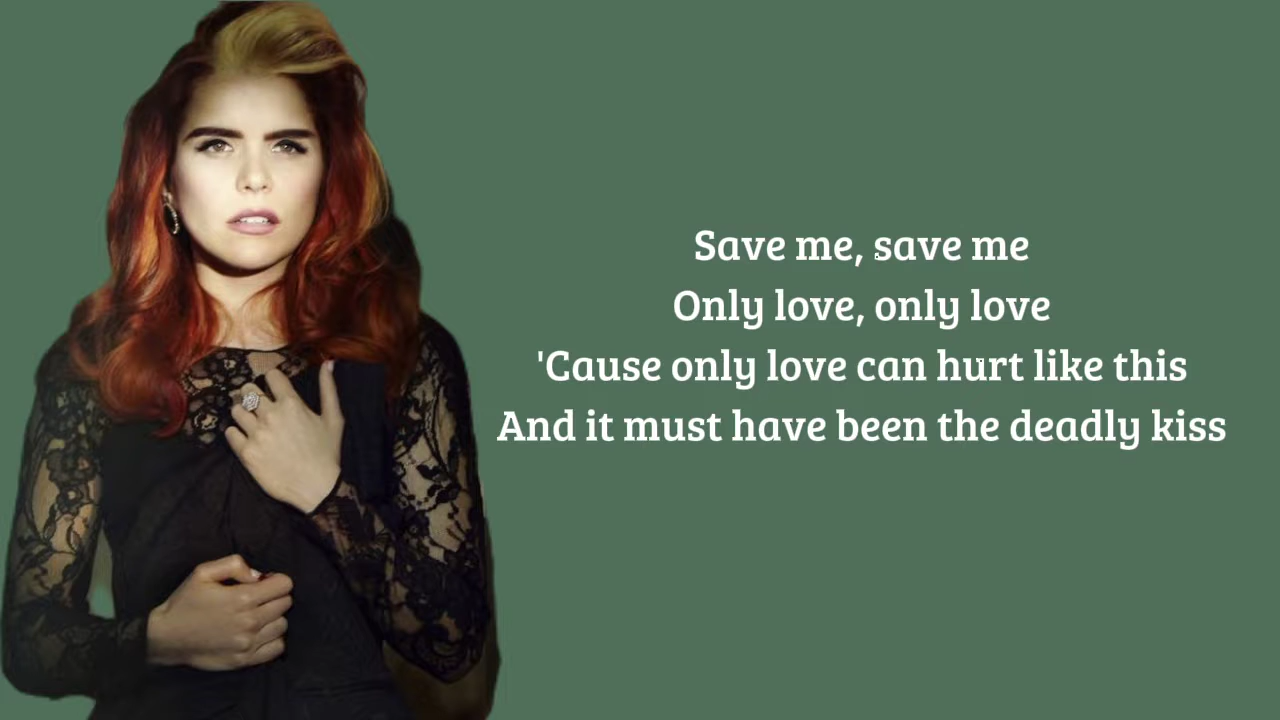 Save me, save me
Only love, only love
'Cause only love can hurt like this
And it must have been the deadly kiss